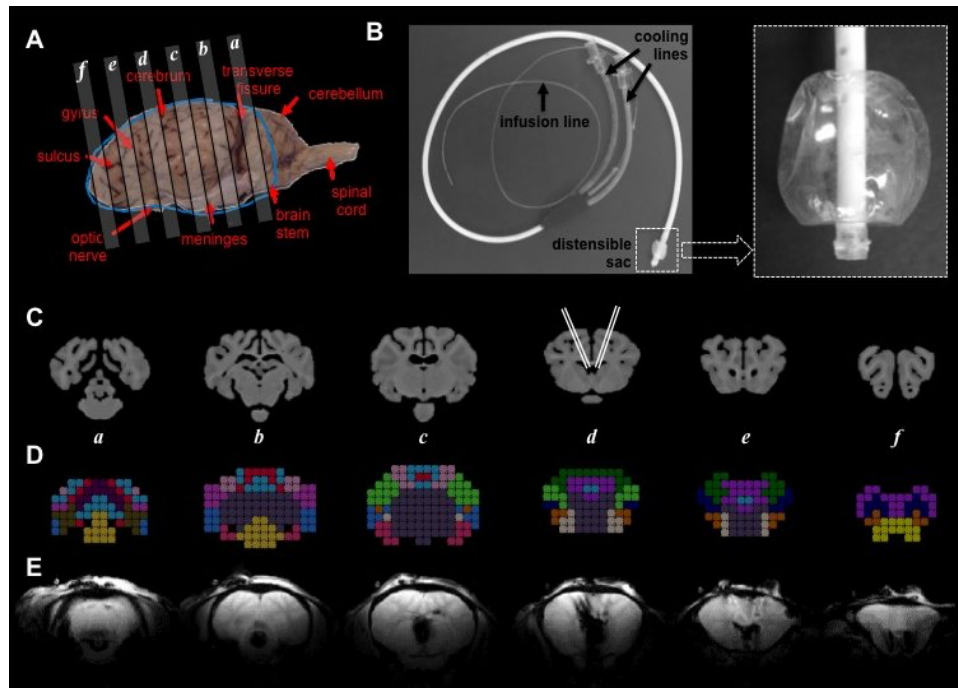 A
f
e
d
c
b
a
gyrus
cerebrum
transverse
fissure
cerebellum
sulcus
optic
nerve
meninges
brain
stem
spinal
cord
B
cooling
lines
infusion line
distensible
sac
C
a
b
c
d
e
f
D
E